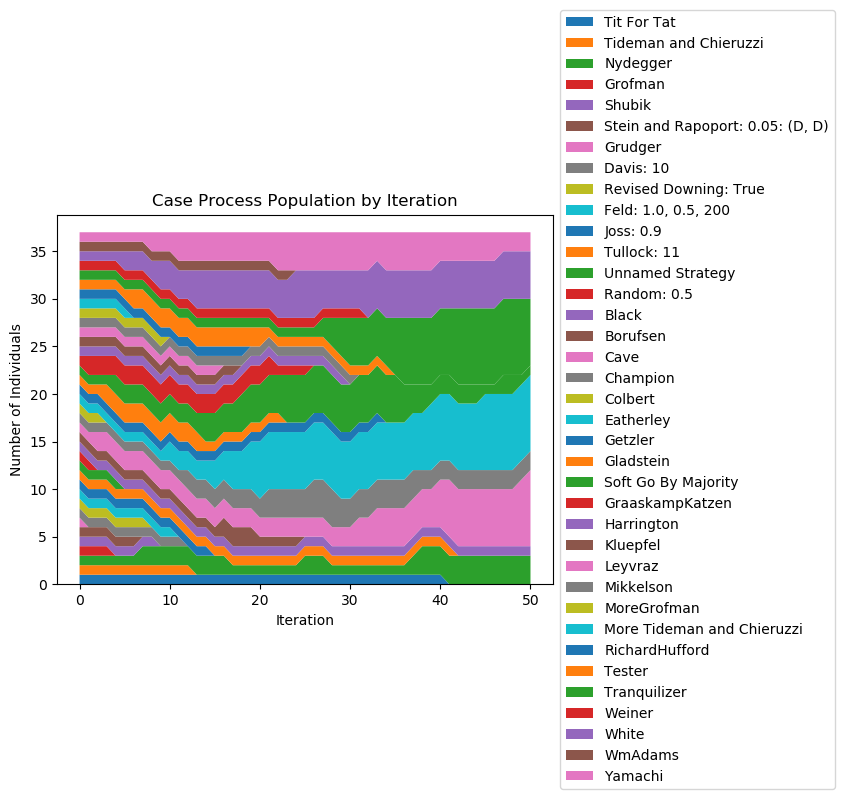 Case Process Population by Iteration
Number of Individuals
35
30
25
20
15
10
5
0
0 10 20 30 40 50
Iteration
Tit For Tat
Tideman and Chieruzzi
Nydegger
Grofman
Shubik
Stein and Rapoport: 0.05: (D, D)
Grudger
Davis: 10
Revised Downing: True
Feld: 1.0, 0.5, 200
Joss: 0.9
Tullock: 11
Unnamed Strategy
Random: 0.5
Black
Borufsen
Cave
Champion
Colbert
Eatherley
Getzler
Gladstein
Soft Go By Majority
GraaskampKatzen
Harrington
Kluepfel
Leyvraz
Mikkelson
MoreGrofman
More Tideman and Chieruzzi
RichardHufford
Tester
Tranquilizer
Weiner
White
WmAdams
Yamachi